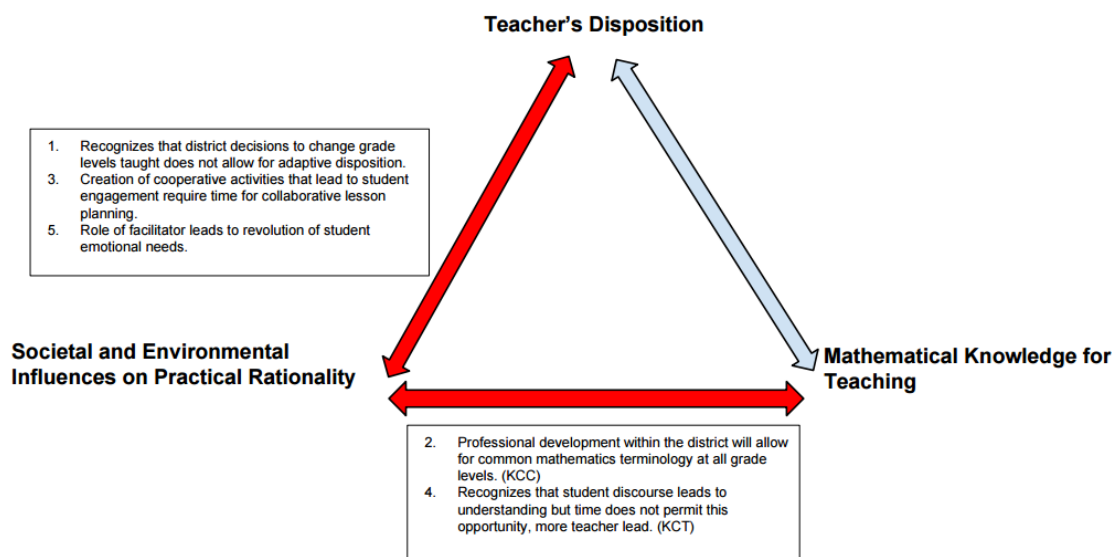 Teacher's Disposition
1. Recognizes that district decisions to change grade
levels taught does not allow for adaptive disposition.
3. Creation of cooperative activities that lead to student
engagement require time for collaborative lesson
planning.
5. Role of facilitator leads to revolution of student
emotional needs.
Societal and Environmental
Influences on Practical Rationality
Mathematical Knowledge for
Teaching
2. Professional development within the district will allow
for common mathematics terminology at all grade
levels. (KCC)
4. Recognizes that student discourse leads to
understanding but time does not permit this
opportunity, more teacher lead. (KCT)